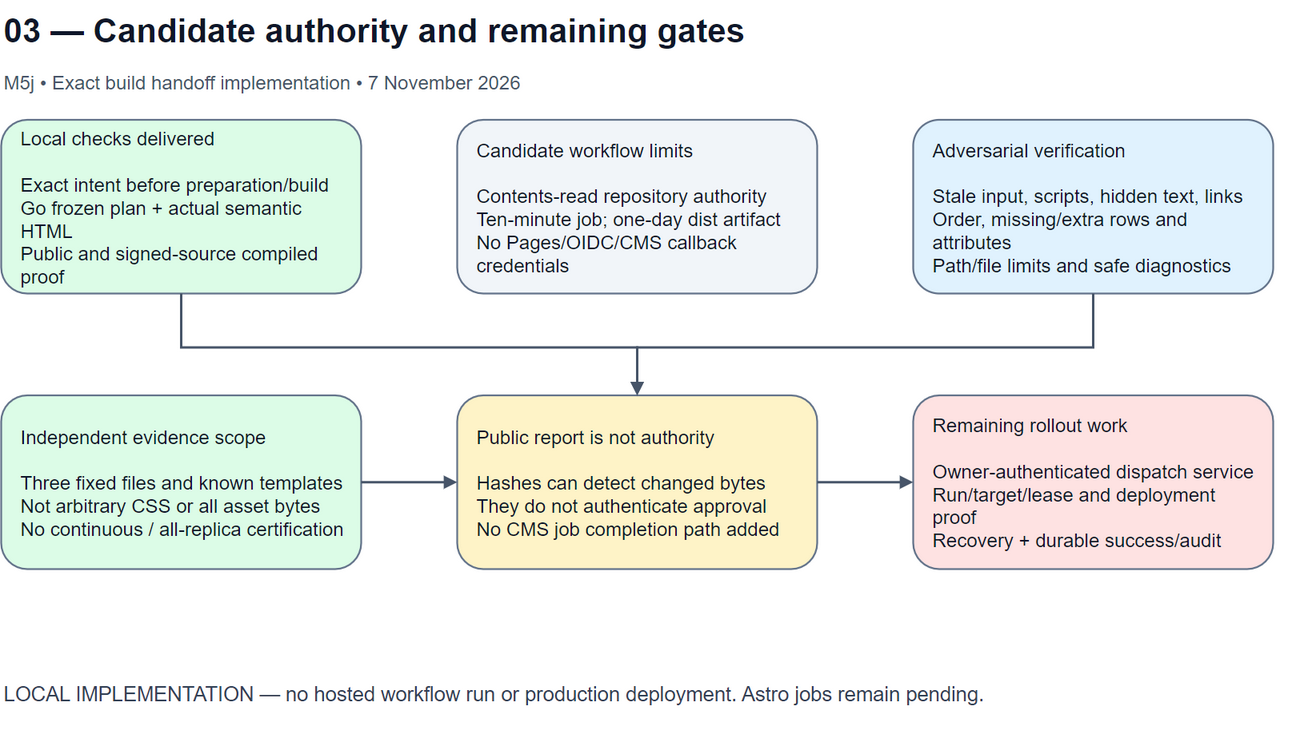 03 — Candidate authority and remaining gates
M5j • Exact build handoff implementation • 7 November 2026
Local checks delivered
Exact intent before preparation/build
Go frozen plan + actual semantic
HTML
Public and signed-source compiled
proof
Candidate workflow limits
Contents-read repository authority
Ten-minute job; one-day dist artifact
No Pages/OIDC/CMS callback
credentials
Adversarial verification
Stale input, scripts, hidden text, links
Order, missing/extra rows and
attributes
Path/file limits and safe diagnostics
Independent evidence scope
Three fixed files and known templates
Not arbitrary CSS or all asset bytes
No continuous / all-replica certification
Public report is not authority
Hashes can detect changed bytes
They do not authenticate approval
No CMS job completion path added
Remaining rollout work
Owner-authenticated dispatch service
Run/target/lease and deployment
proof
Recovery + durable success/audit
LOCAL IMPLEMENTATION — no hosted workflow run or production deployment. Astro jobs remain pending.